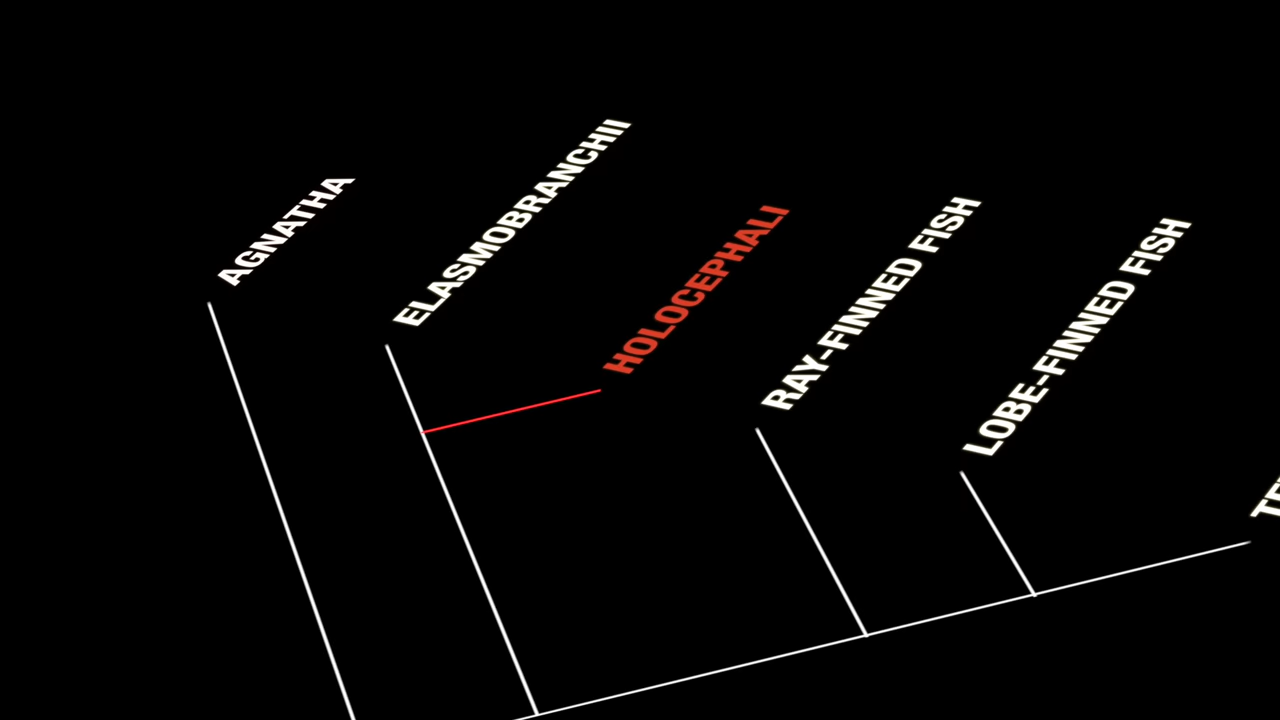 AGNATHA
ELASMOBRANCHII
HOLOCEPHALI
RAY-FINNED FISH
LOBE-FINNED FISH